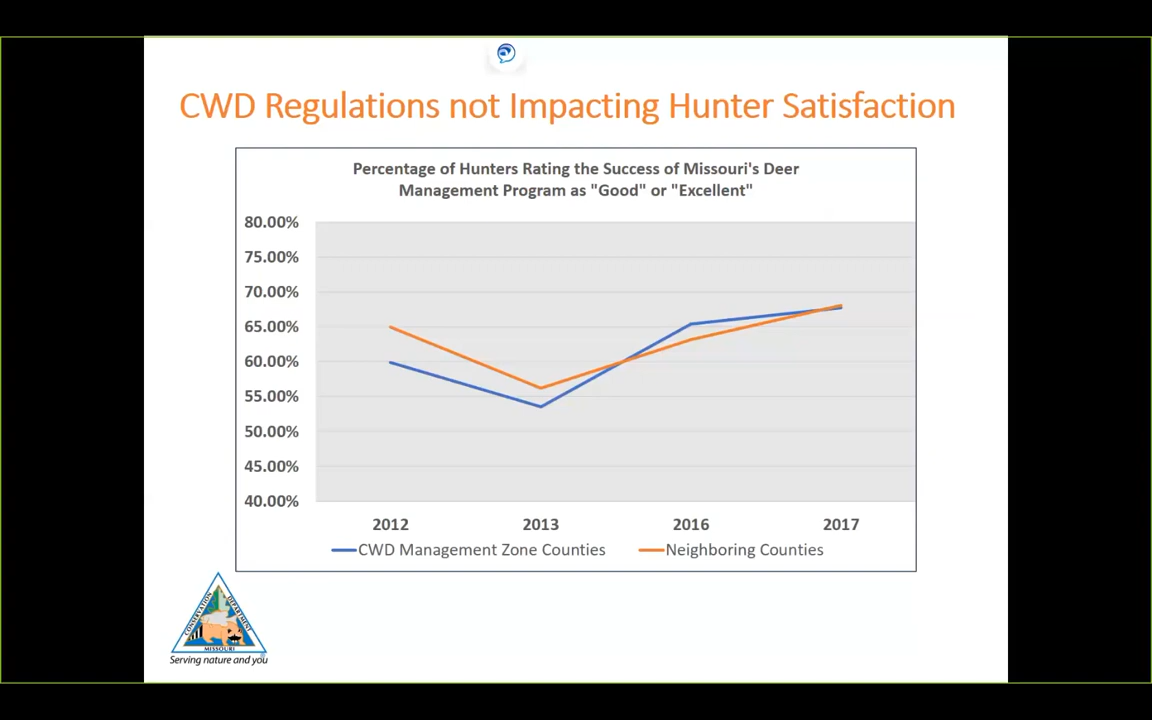 CWD Regulations not Impacting Hunter Satisfaction
Percentage of Hunters Rating the Success of Missouri's Deer
Management Program as "Good" or "Excellent"
80.00%
75.00%
70.00%
65.00%
60.00%
55.00%
50.00%
45.00%
40.00%
2012 2013 2016 2017
CWD Management Zone Counties Neighboring Counties
CONSERVATION DEPARTMENT
MISSOURI
Serving nature and you